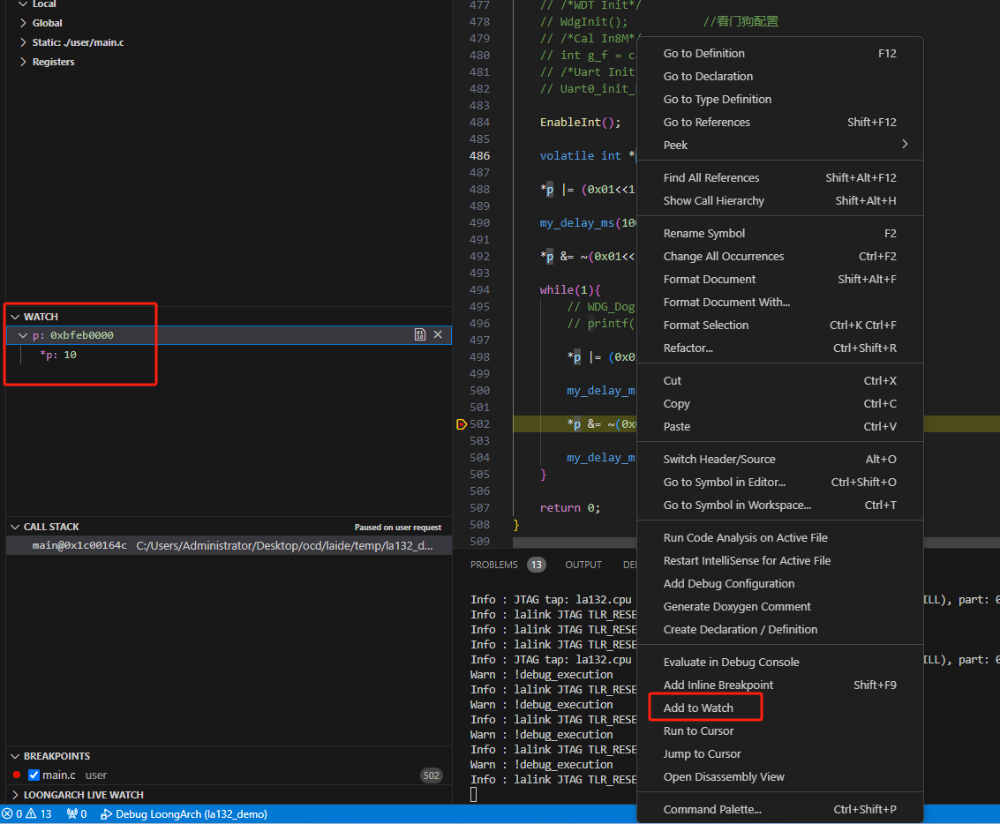 Local
Global
Static: ./user/main.c
Registers
WATCH
p: 0xbfeb0000
*p: 10
CALL STACK
Paused on user request
main@0x1c00164c C:/Users/Administrator/Desktop/ocd/laide/temp/la132_d...
BREAKPOINTS
main.c user
502
LOONGARCH LIVE WATCH
477 // /*WDT Init*/
478 // WdgInit(); //看门狗配置
479 // /*Cal In8M*/
480 // int g_f = c
481 // /*Uart Init
482 // Uart0_init_
483
484 EnableInt();
485
486 volatile int *
487
488 *p |= (0x01<<1
489
490 my_delay_ms(10
491
492 *p &= ~(0x01<<
493
494 while(1){
495 // WDG_Dog
496 // printf(
497
498 *p |= (0x0
499
500 my_delay_m
501
502 *p &= ~(0x
503
504 my_delay_m
505 }
506
507 return 0;
508 }
509
PROBLEMS 13 OUTPUT DE
Info : JTAG tap: la132.cpu
ILL), part: 0
Info : lalink JTAG TLR_RESE
Info : lalink JTAG TLR_RESE
Info : lalink JTAG TLR_RESE
Info : JTAG tap: la132.cpu
ILL), part: 0
Warn : !debug_execution
Info : lalink JTAG TLR_RESE
Warn : !debug_execution
Info : lalink JTAG TLR_RESE
Warn : !debug_execution
Info : lalink JTAG TLR_RESE
Warn : !debug_execution
Info : lalink JTAG TLR_RESE
Go to Definition F12
Go to Declaration
Go to Type Definition
Go to References Shift+F12
Peek
Find All References Shift+Alt+F12
Show Call Hierarchy Shift+Alt+H
Rename Symbol F2
Change All Occurrences Ctrl+F2
Format Document Shift+Alt+F
Format Document With...
Format Selection Ctrl+K Ctrl+F
Refactor... Ctrl+Shift+R
Cut Ctrl+X
Copy Ctrl+C
Paste Ctrl+V
Switch Header/Source Alt+O
Go to Symbol in Editor... Ctrl+Shift+O
Go to Symbol in Workspace... Ctrl+T
Run Code Analysis on Active File
Restart IntelliSense for Active File
Add Debug Configuration
Generate Doxygen Comment
Create Declaration / Definition
Evaluate in Debug Console
Add Inline Breakpoint Shift+F9
Add to Watch
Run to Cursor
Jump to Cursor
Open Disassembly View
Command Palette... Ctrl+Shift+P
0 13 0 Debug LoongArch (la132_demo)